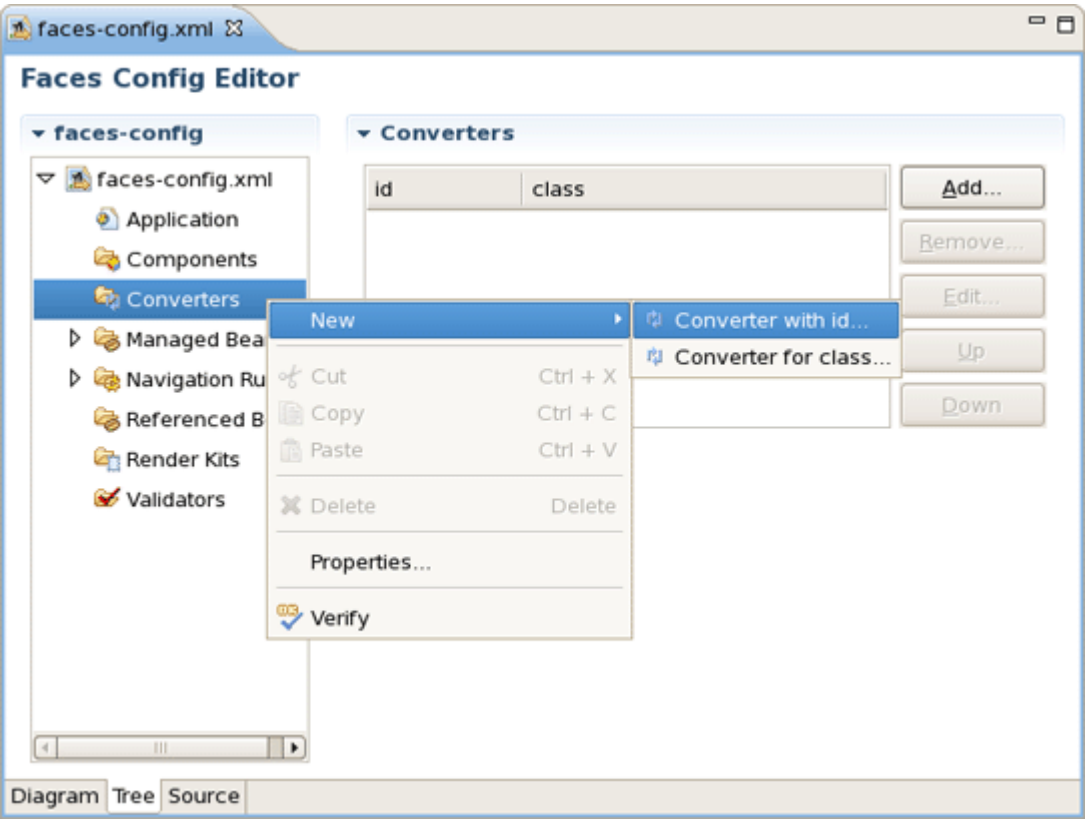 faces-config.xml
Faces Config Editor
faces-config
Converters
faces-config.xml
Application
Components
Converters
Managed Bea
Navigation Ru
Referenced B
Render Kits
Validators
id class
Add...
Remove...
Edit...
Up
Down
New
Cut Ctrl + X
Copy Ctrl + C
Paste Ctrl + V
Delete Delete
Properties...
Verify
Converter with id...
Converter for class...
Diagram Tree Source